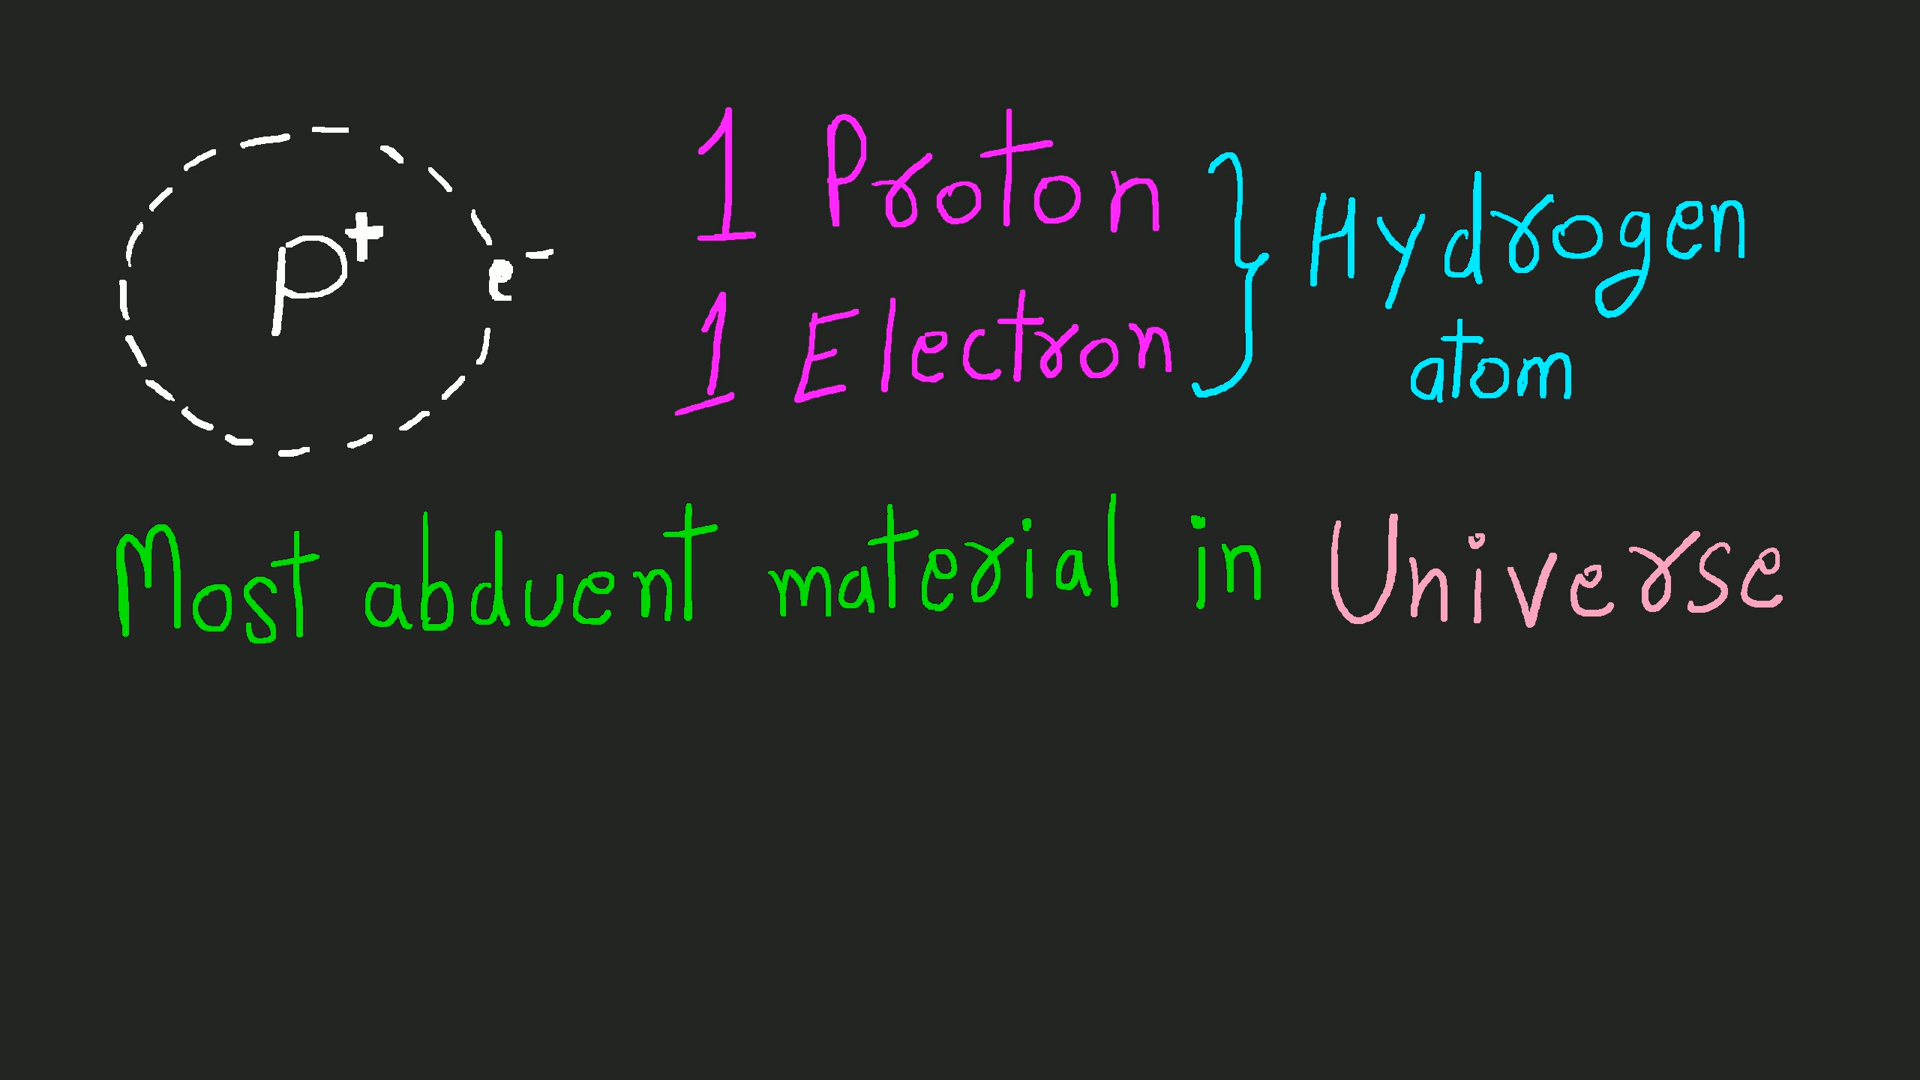 p+
e-
1 Proton
1 Electron
} Hydrogen
atom
Most abduent material in Universe